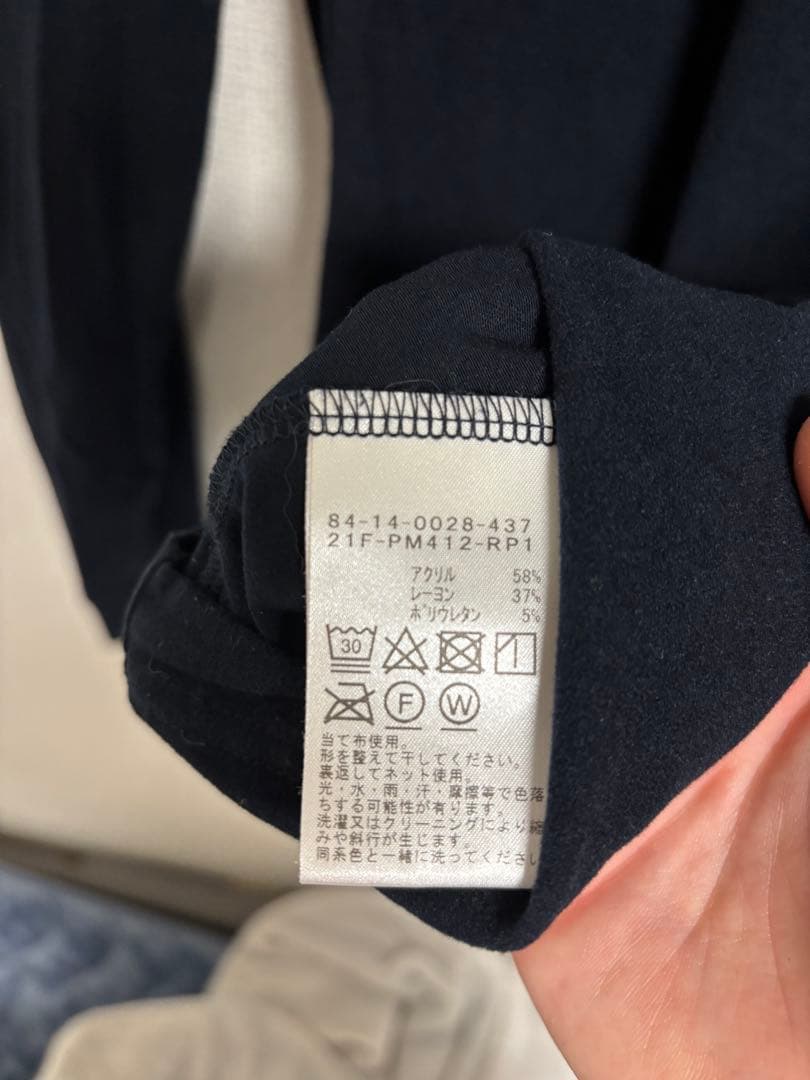 84-14-0028-437
21F-PM412-RP1
アクリル 58%
レーヨン 37%
ポリウレタン 5%
30
F W
当て布使用。
形を整えて干してください。
裏返してネット使用。
光・水・雨・汗・摩擦等で色落
ちする可能性が有ります。
洗濯又はクリーニングにより縮
みや斜行が生じます。
同系色と一緒に洗ってください